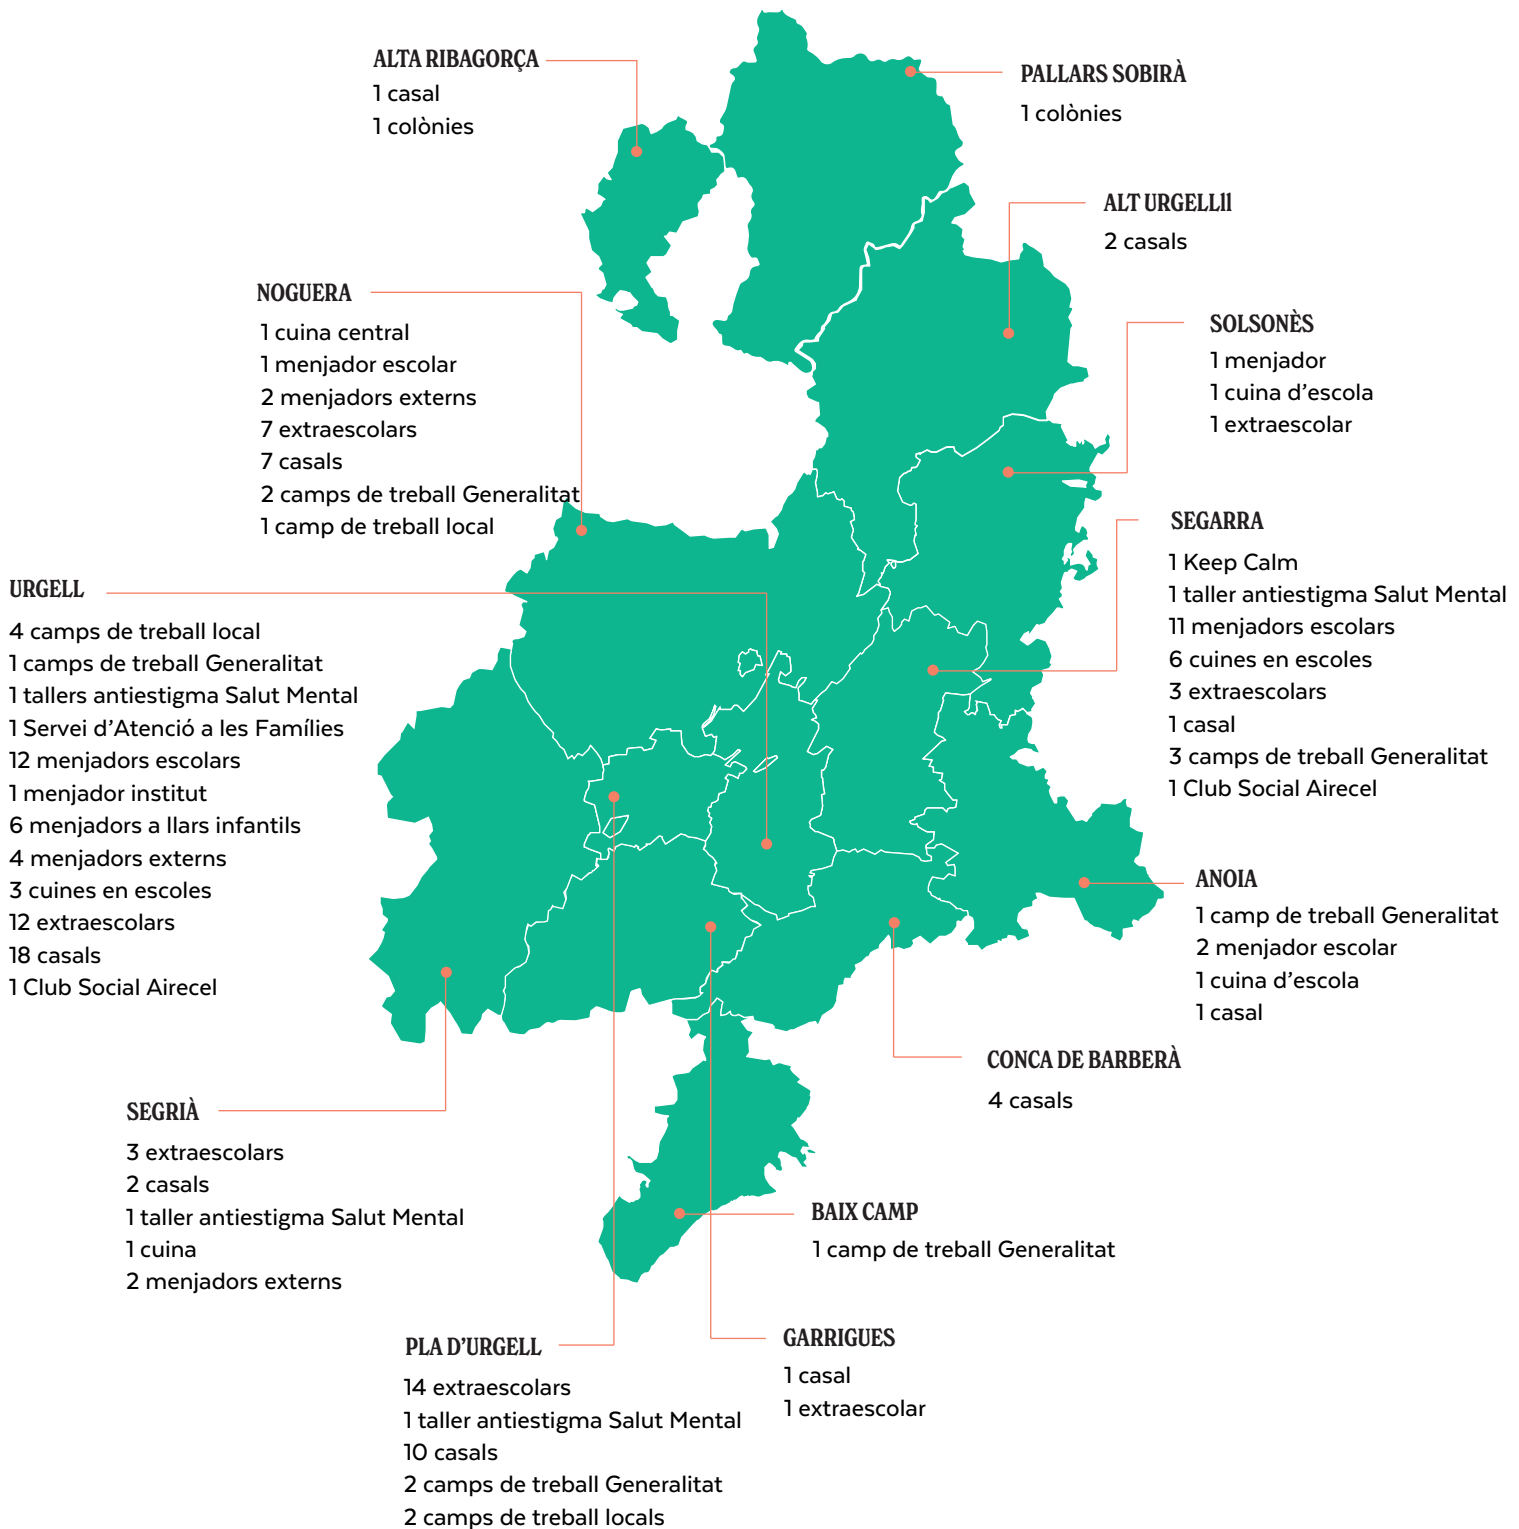 ALTA RIBAGORÇA
1 casal
1 colònies
PALLARS SOBIRÀ
1 colònies
ALT URGELLll
2 casals
NOGUERA
1 cuina central
1 menjador escolar
2 menjadors externs
7 extraescolars
7 casals
2 camps de treball Generalitat
1 camp de treball local
SOLSONÈS
1 menjador
1 cuina d’escola
1 extraescolar
SEGARRA
1 Keep Calm
1 taller antiestigma Salut Mental
11 menjadors escolars
6 cuines en escoles
3 extraescolars
1 casal
3 camps de treball Generalitat
1 Club Social Airecel
URGELL
4 camps de treball local
1 camps de treball Generalitat
1 tallers antiestigma Salut Mental
1 Servei d’Atenció a les Famílies
12 menjadors escolars
1 menjador institut
6 menjadors a llars infantils
4 menjadors externs
3 cuines en escoles
12 extraescolars
18 casals
1 Club Social Airecel
ANOIA
1 camp de treball Generalitat
2 menjador escolar
1 cuina d’escola
1 casal
CONCA DE BARBERÀ
4 casals
SEGRIÀ
3 extraescolars
2 casals
1 taller antiestigma Salut Mental
1 cuina
2 menjadors externs
BAIX CAMP
1 camp de treball Generalitat
PLA D’URGELL
14 extraescolars
1 taller antiestigma Salut Mental
10 casals
2 camps de treball Generalitat
2 camps de treball locals
GARRIGUES
1 casal
1 extraescolar